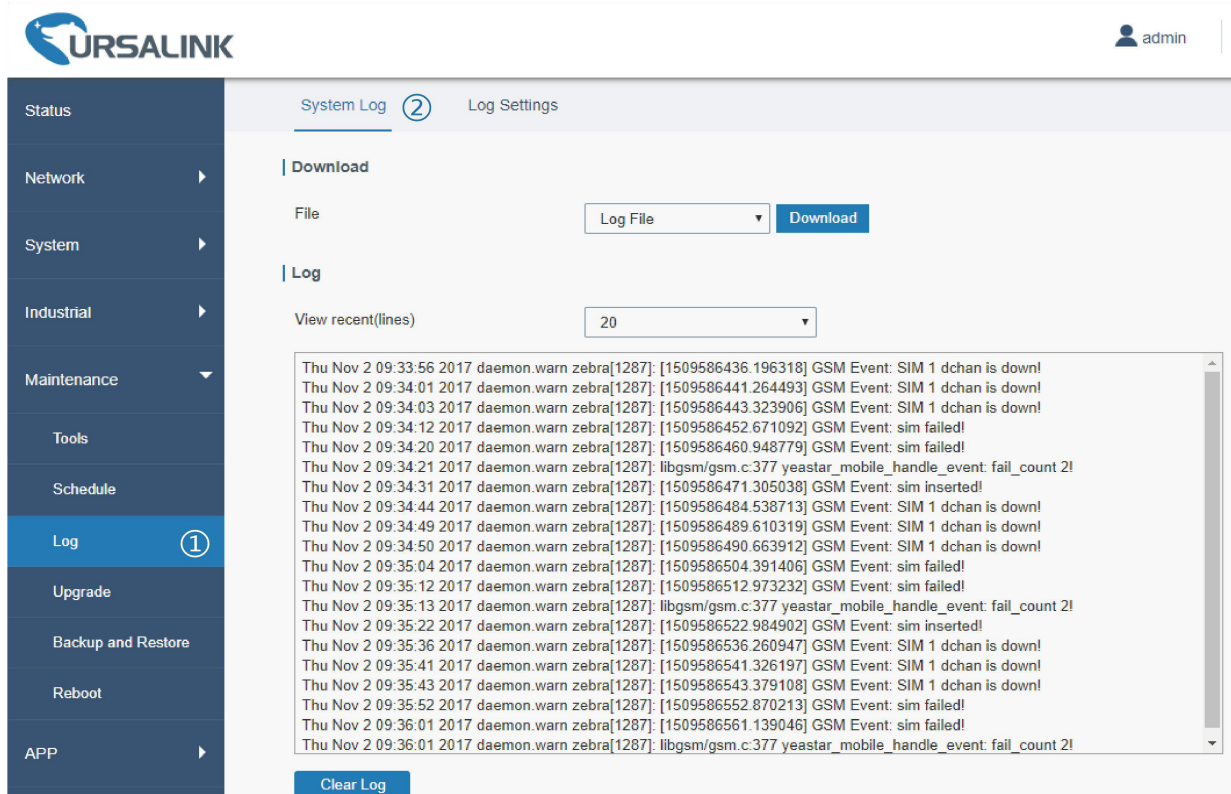 URSALINK
admin
Status
Network
System
Industrial
Maintenance
Tools
Schedule
Log ①
Upgrade
Backup and Restore
Reboot
APP
System Log ② Log Settings
Download
File Log File Download
Log
View recent(lines) 20
Thu Nov 2 09:33:56 2017 daemon.warn zebra[1287]: [1509586436.196318] GSM Event: SIM 1 dchan is down!
Thu Nov 2 09:34:01 2017 daemon.warn zebra[1287]: [1509586441.264493] GSM Event: SIM 1 dchan is down!
Thu Nov 2 09:34:03 2017 daemon.warn zebra[1287]: [1509586443.323906] GSM Event: SIM 1 dchan is down!
Thu Nov 2 09:34:12 2017 daemon.warn zebra[1287]: [1509586452.671092] GSM Event: sim failed!
Thu Nov 2 09:34:20 2017 daemon.warn zebra[1287]: [1509586460.948779] GSM Event: sim failed!
Thu Nov 2 09:34:21 2017 daemon.warn zebra[1287]: libgsm/gsm.c:377 yeastar_mobile_handle_event: fail_count 2!
Thu Nov 2 09:34:31 2017 daemon.warn zebra[1287]: [1509586471.305038] GSM Event: sim inserted!
Thu Nov 2 09:34:44 2017 daemon.warn zebra[1287]: [1509586484.538713] GSM Event: SIM 1 dchan is down!
Thu Nov 2 09:34:49 2017 daemon.warn zebra[1287]: [1509586489.610319] GSM Event: SIM 1 dchan is down!
Thu Nov 2 09:34:50 2017 daemon.warn zebra[1287]: [1509586490.663912] GSM Event: SIM 1 dchan is down!
Thu Nov 2 09:35:04 2017 daemon.warn zebra[1287]: [1509586504.391406] GSM Event: sim failed!
Thu Nov 2 09:35:12 2017 daemon.warn zebra[1287]: [1509586512.973232] GSM Event: sim failed!
Thu Nov 2 09:35:13 2017 daemon.warn zebra[1287]: libgsm/gsm.c:377 yeastar_mobile_handle_event: fail_count 2!
Thu Nov 2 09:35:22 2017 daemon.warn zebra[1287]: [1509586522.984902] GSM Event: sim inserted!
Thu Nov 2 09:35:36 2017 daemon.warn zebra[1287]: [1509586536.260947] GSM Event: SIM 1 dchan is down!
Thu Nov 2 09:35:41 2017 daemon.warn zebra[1287]: [1509586541.326197] GSM Event: SIM 1 dchan is down!
Thu Nov 2 09:35:43 2017 daemon.warn zebra[1287]: [1509586543.379108] GSM Event: SIM 1 dchan is down!
Thu Nov 2 09:35:52 2017 daemon.warn zebra[1287]: [1509586552.870213] GSM Event: sim failed!
Thu Nov 2 09:36:01 2017 daemon.warn zebra[1287]: [1509586561.139046] GSM Event: sim failed!
Thu Nov 2 09:36:01 2017 daemon.warn zebra[1287]: libgsm/gsm.c:377 yeastar_mobile_handle_event: fail_count 2!
Clear Log